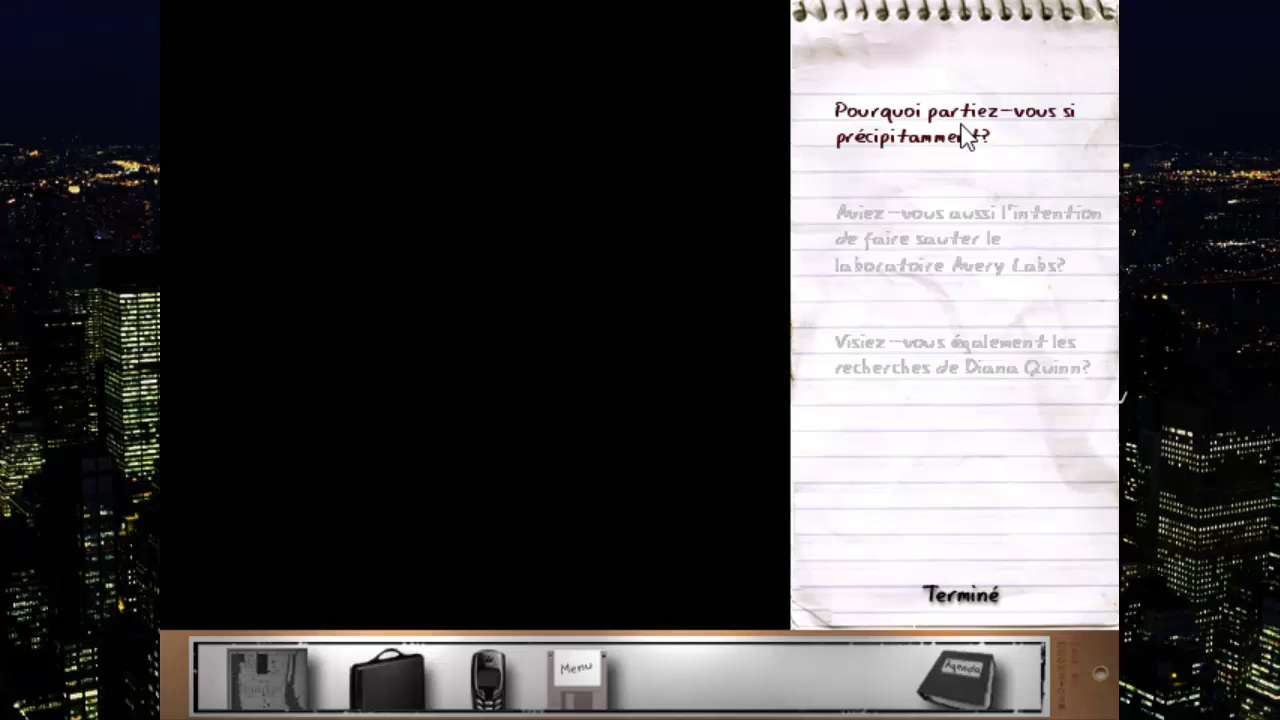 Pourquoi partiez-vous si
précipitamment?
Aviez-vous aussi l'intention
de faire sauter le
laboratoire Avery Labs?
Visiez-vous également les
recherches de Diana Quinn?
Terminé
Menu
Agenda